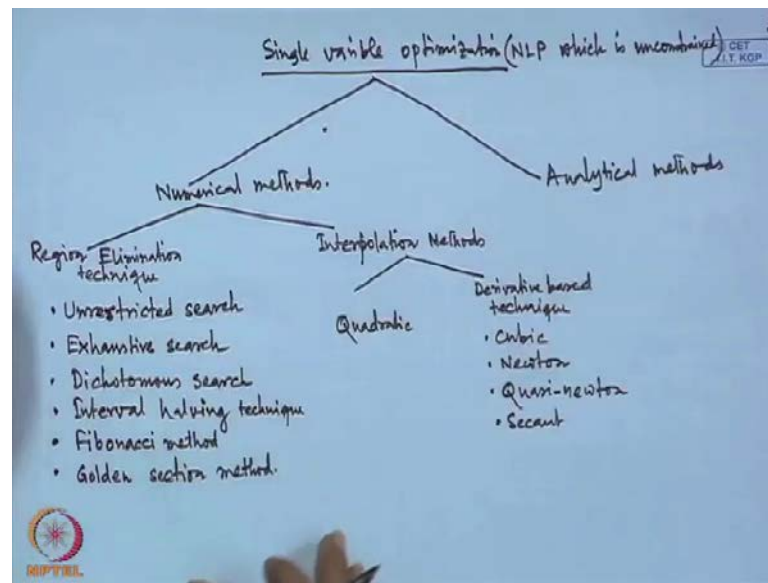 Single varible optimization (NLP which is unconstrained)
CET
I.I.T. KGP
Numerical methods.
Analytical methods
Region Elimination
technique
Interpolation Methods
• Unrestricted search
• Exhaustive search
• Dichotomous search
• Interval halving technique
• Fibonacci method
• Golden section method.
Quadratic
Derivative based
technique
• Cubic
• Newton
• Quasi-newton
• Secant
NPTEL